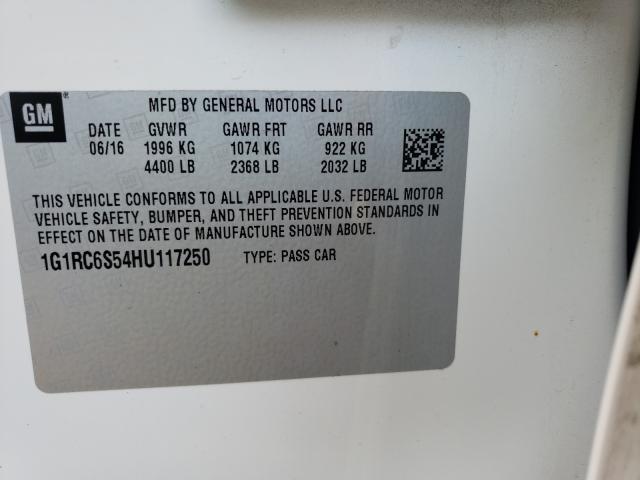 GM
MFD BY GENERAL MOTORS LLC
DATE GVWR GAWR FRT GAWR RR
06/16 1996 KG 1074 KG 922 KG
4400 LB 2368 LB 2032 LB
THIS VEHICLE CONFORMS TO ALL APPLICABLE U.S. FEDERAL MOTOR
VEHICLE SAFETY, BUMPER, AND THEFT PREVENTION STANDARDS IN
EFFECT ON THE DATE OF MANUFACTURE SHOWN ABOVE.
1G1RC6S54HU117250 TYPE: PASS CAR